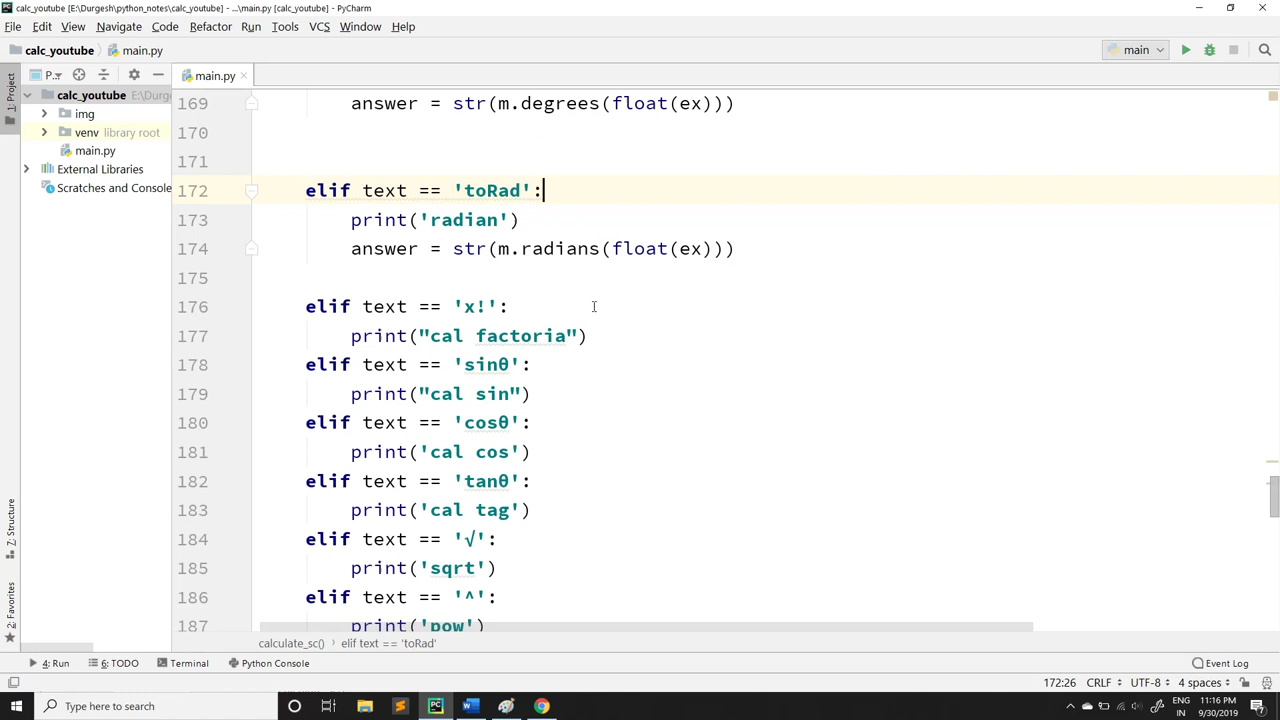 calc_youtube [E:\Durgesh\python_notes\calc_youtube] - ...\main.py [calc_youtube] - PyCharm
File Edit View Navigate Code Refactor Run Tools VCS Window Help
calc_youtube main.py main
1: Project
P... main.py
calc_youtube E:\Durge
img
venv library root
main.py
External Libraries
Scratches and Console
169 answer = str(m.degrees(float(ex)))
170
171
172 elif text == 'toRad':
173 print('radian')
174 answer = str(m.radians(float(ex)))
175
176 elif text == 'x!':
177 print("cal factoria")
178 elif text == 'sinθ':
179 print("cal sin")
180 elif text == 'cosθ':
181 print('cal cos')
182 elif text == 'tanθ':
183 print('cal tag')
184 elif text == '√':
185 print('sqrt')
186 elif text == '^':
187 print('pow')
Z: Structure
2: Favorites
calculate_sc() elif text == 'toRad'
4: Run 6: TODO Terminal Python Console Event Log
172:26 CRLF UTF-8 4 spaces
Type here to search
ENG 11:16 PM
IN 9/30/2019